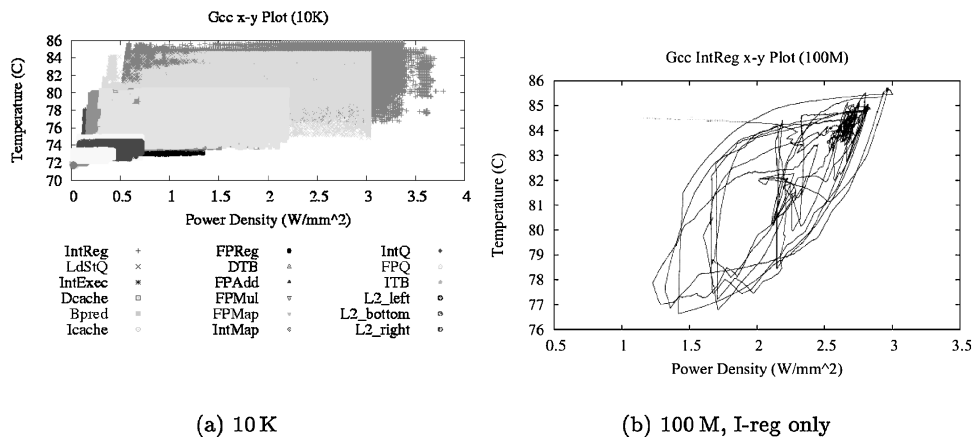 Gcc x-y Plot (10K)
Temperature (C)
86
84
82
80
78
76
74
72
70
0 0.5 1 1.5 2 2.5 3 3.5 4
Power Density (W/mm^2)
IntReg FPReg IntQ
LdStQ DTB FPQ
IntExec FPAdd ITB
Dcache FPMul L2_left
Bpred FPMap L2_bottom
Icache IntMap L2_right
(a) 10 K
Gcc IntReg x-y Plot (100M)
Temperature (C)
86
85
84
83
82
81
80
79
78
77
76
0.5 1 1.5 2 2.5 3 3.5
Power Density (W/mm^2)
(b) 100 M, I-reg only